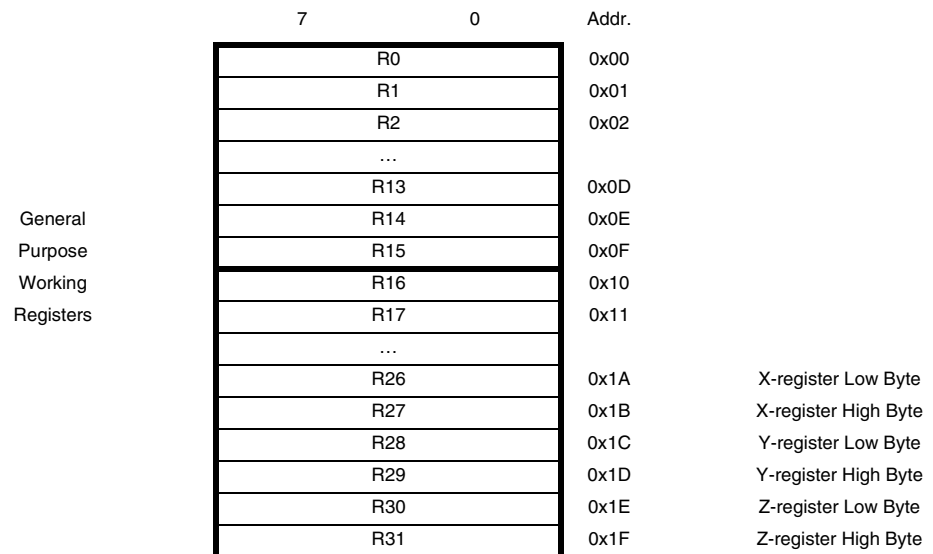 7 0 Addr.
R0 0x00
R1 0x01
R2 0x02
…
R13 0x0D
General R14 0x0E
Purpose R15 0x0F
Working R16 0x10
Registers R17 0x11
…
R26 0x1A X-register Low Byte
R27 0x1B X-register High Byte
R28 0x1C Y-register Low Byte
R29 0x1D Y-register High Byte
R30 0x1E Z-register Low Byte
R31 0x1F Z-register High Byte